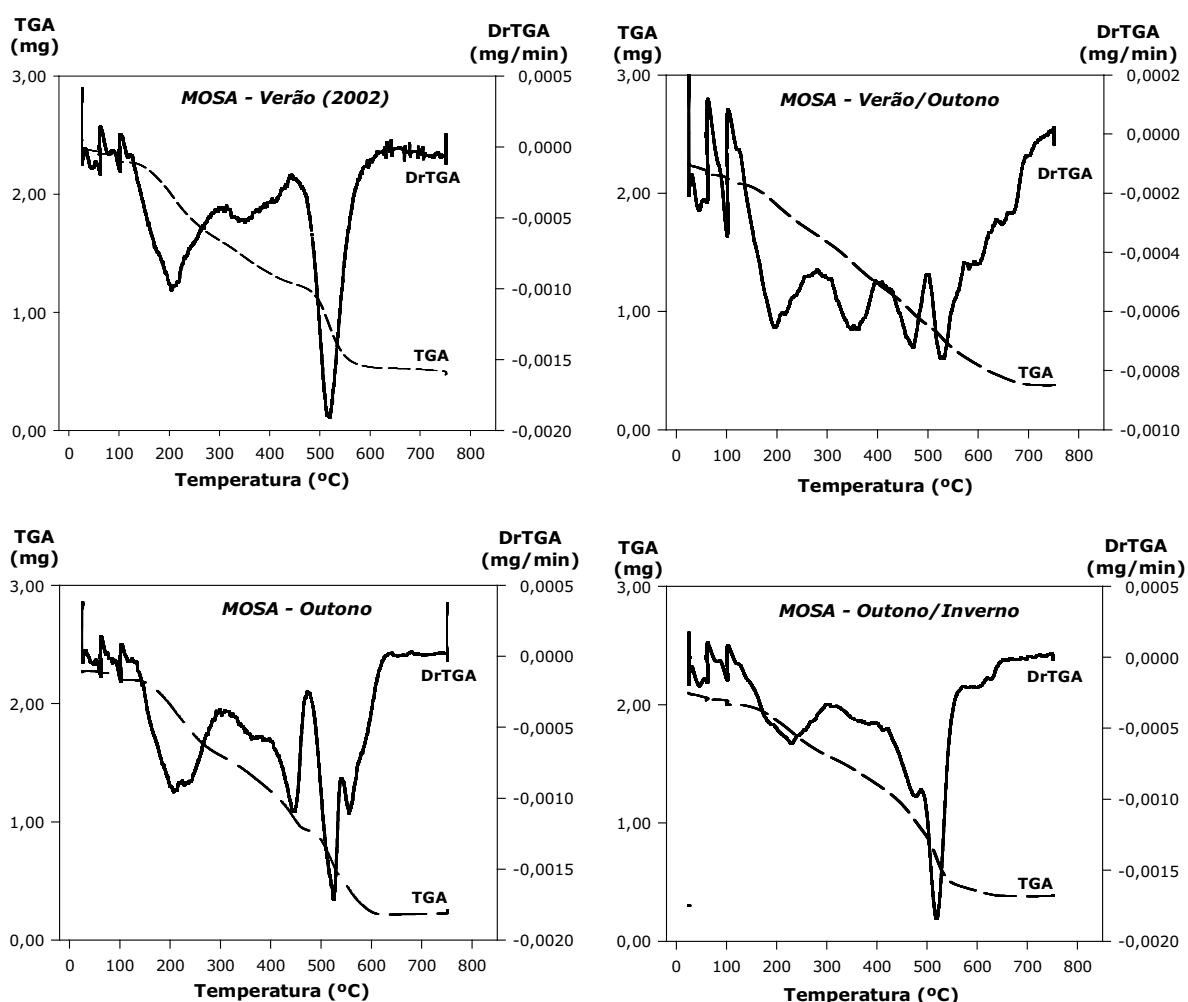 TGA
(mg)
DrTGA
(mg/min)
MOSA - Verão (2002)
3,00
2,00
1,00
0,00
0,0005
0,0000
-0,0005
-0,0010
-0,0015
-0,0020
DrTGA
TGA
0 100 200 300 400 500 600 700 800
Temperatura (ºC)
TGA
(mg)
DrTGA
(mg/min)
MOSA - Verão/Outono
3,00
2,00
1,00
0,00
0,0002
0,0000
-0,0002
-0,0004
-0,0006
-0,0008
-0,0010
DrTGA
TGA
0 100 200 300 400 500 600 700 800
Temperatura (ºC)
TGA
(mg)
DrTGA
(mg/min)
MOSA - Outono
3,00
2,00
1,00
0,00
0,0005
0,0000
-0,0005
-0,0010
-0,0015
-0,0020
DrTGA
TGA
0 100 200 300 400 500 600 700 800
Temperatura (ºC)
TGA
(mg)
DrTGA
(mg/min)
MOSA - Outono/Inverno
3,00
2,00
1,00
0,00
0,0005
0,0000
-0,0005
-0,0010
-0,0015
-0,0020
DrTGA
TGA
0 100 200 300 400 500 600 700 800
Temperatura (ºC)